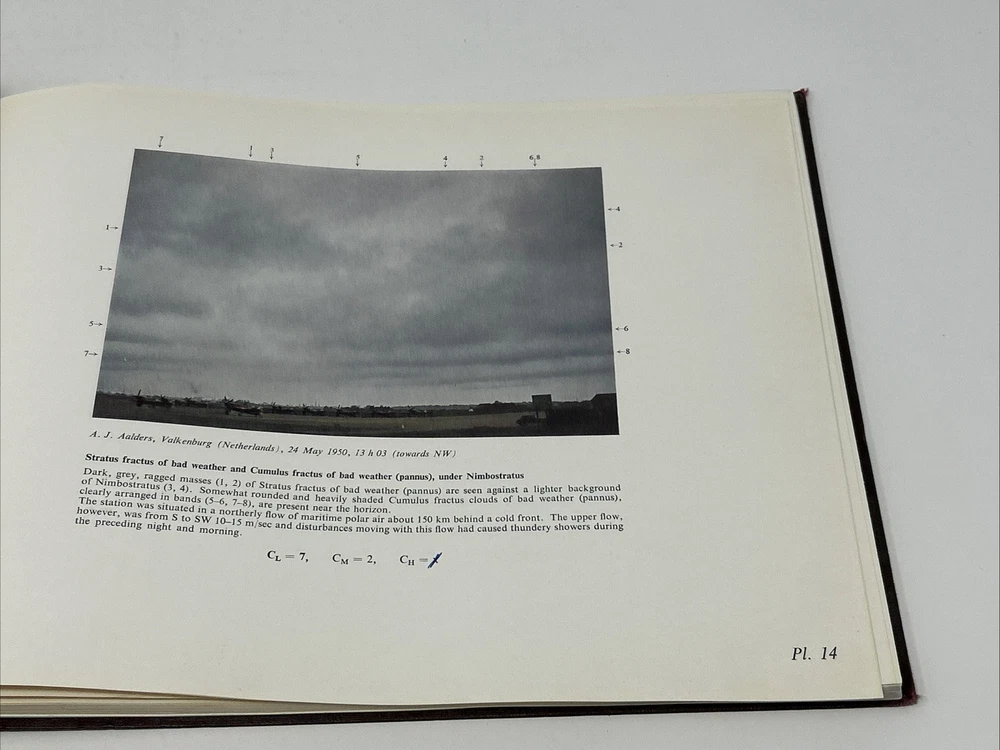 7 1 3 5 4 2 6,8
4
1
2
3
5
6
7
8
A. J. Aalders, Valkenburg (Netherlands), 24 May 1950, 13 h 03 (towards NW)
Stratus fractus of bad weather and Cumulus fractus of bad weather (pannus), under Nimbostratus
Dark, grey, ragged masses (1, 2) of Stratus fractus of bad weather (pannus) are seen against a lighter background
of Nimbostratus (3, 4). Somewhat rounded and heavily shaded Cumulus fractus clouds of bad weather (pannus),
clearly arranged in bands (5–6, 7–8), are present near the horizon.
The station was situated in a northerly flow of maritime polar air about 150 km behind a cold front. The upper flow,
however, was from S to SW 10–15 m/sec and disturbances moving with this flow had caused thundery showers during
the preceding night and morning.
CL = 7, CM = 2, CH =
Pl. 14